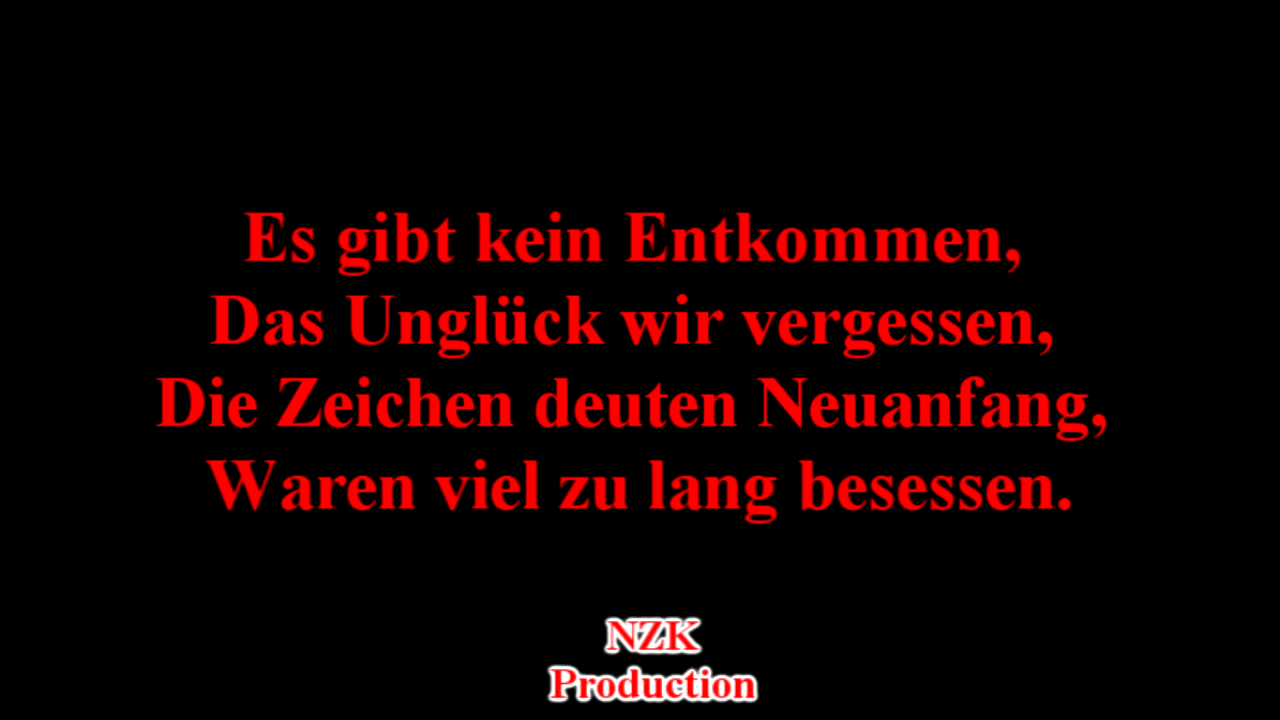 Es gibt kein Entkommen,
Das Unglück wir vergessen,
Die Zeichen deuten Neuanfang,
Waren viel zu lang besessen.
NZK
Production